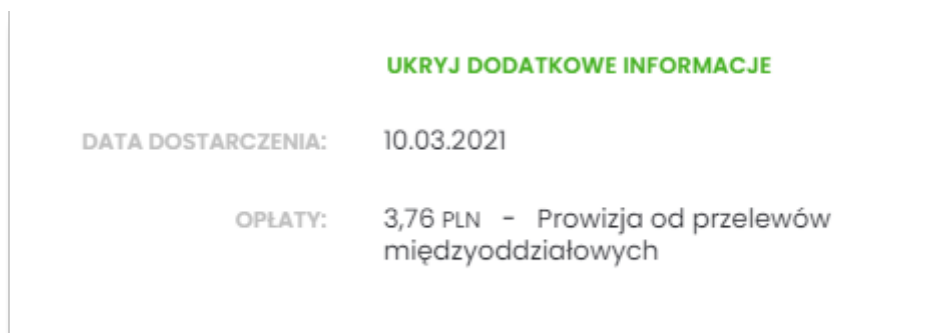 UKRYJ DODATKOWE INFORMACJE
DATA DOSTARCZENIA: 10.03.2021
OPŁATY: 3,76 PLN - Prowizja od przelewów
międzyoddziałowych